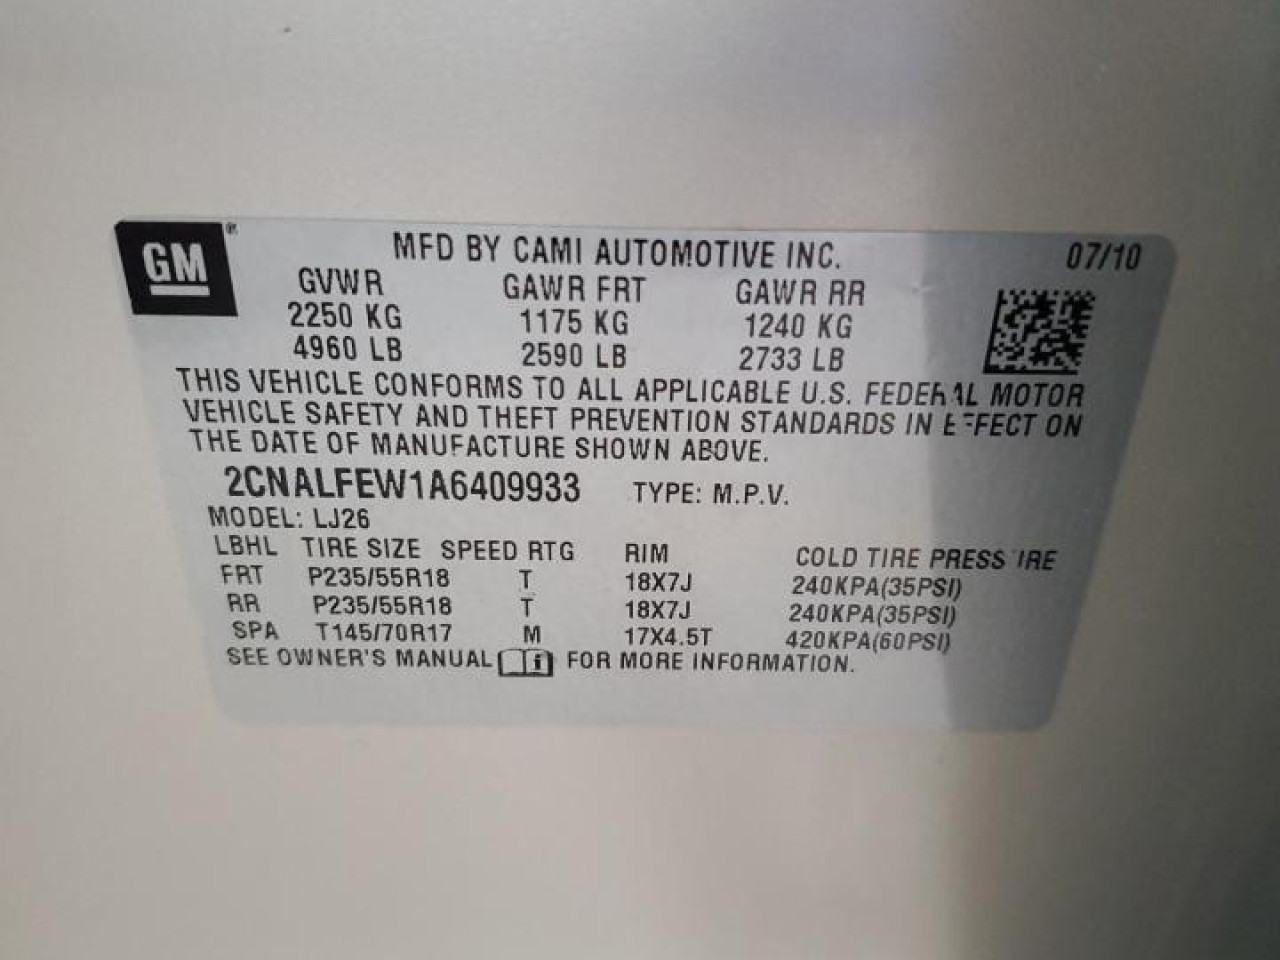 GM ®
MFD BY CAMI AUTOMOTIVE INC. 07/10
GVWR GAWR FRT GAWR RR
2250 KG 1175 KG 1240 KG
4960 LB 2590 LB 2733 LB
THIS VEHICLE CONFORMS TO ALL APPLICABLE U.S. FEDERAL MOTOR
VEHICLE SAFETY AND THEFT PREVENTION STANDARDS IN EFFECT ON
THE DATE OF MANUFACTURE SHOWN ABOVE.
2CNALFEW1A6409933 TYPE: M.P.V.
MODEL: LJ26
LBHL TIRE SIZE SPEED RTG RIM COLD TIRE PRESSURE
FRT P235/55R18 T 18X7J 240KPA(35PSI)
RR P235/55R18 T 18X7J 240KPA(35PSI)
SPA T145/70R17 M 17X4.5T 420KPA(60PSI)
SEE OWNER'S MANUAL i FOR MORE INFORMATION.